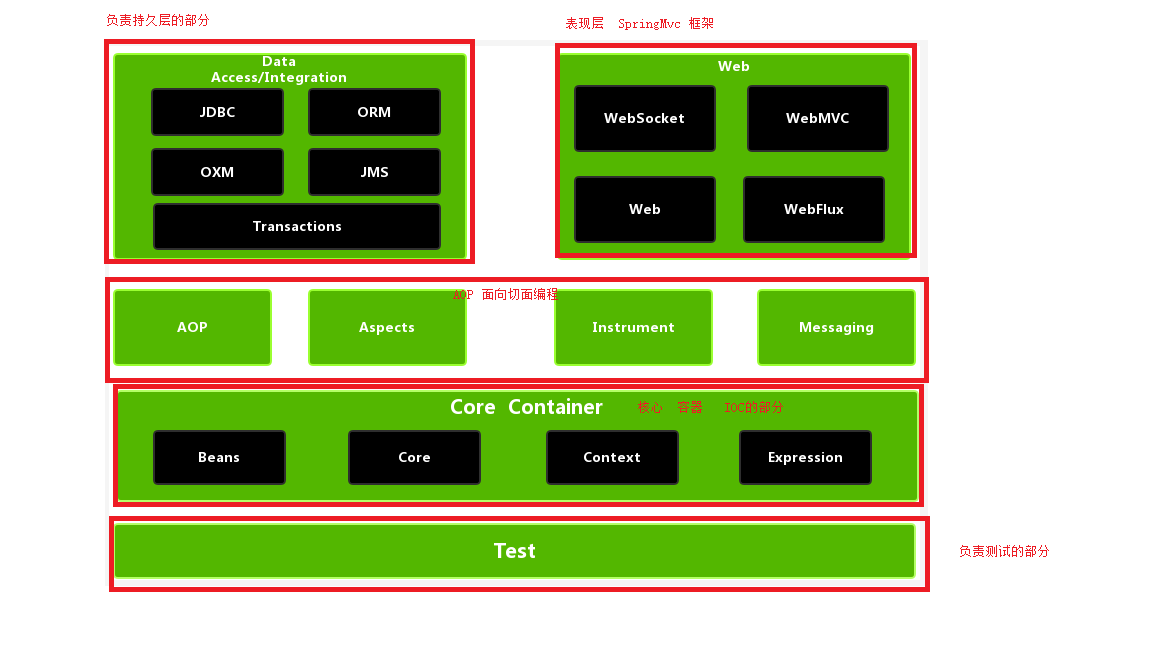 负责持久层的部分
表现层 SpringMvc 框架
Data
Access/Integration
JDBC
ORM
OXM
JMS
Transactions
Web
WebSocket
WebMVC
Web
WebFlux
AOP 面向切面编程
AOP
Aspects
Instrument
Messaging
Core Container
核心 容器 IOC的部分
Beans
Core
Context
Expression
Test
负责测试的部分